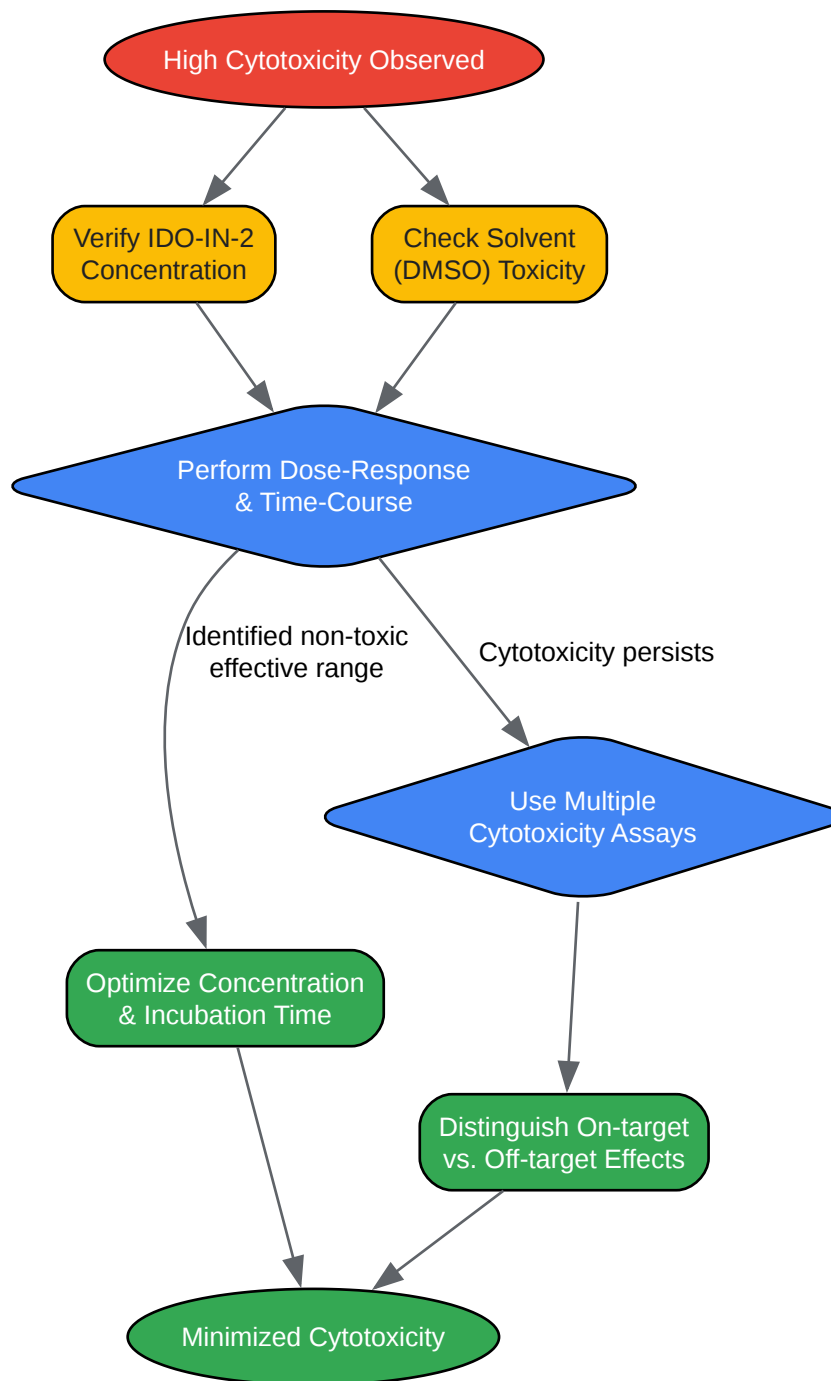 High Cytotoxicity Observed
Verify IDO-IN-2
Concentration
Check Solvent
(DMSO) Toxicity
Perform Dose-Response
& Time-Course
Identified non-toxic
effective range
Cytotoxicity persists
Use Multiple
Cytotoxicity Assays
Optimize Concentration
& Incubation Time
Distinguish On-target
vs. Off-target Effects
Minimized Cytotoxicity